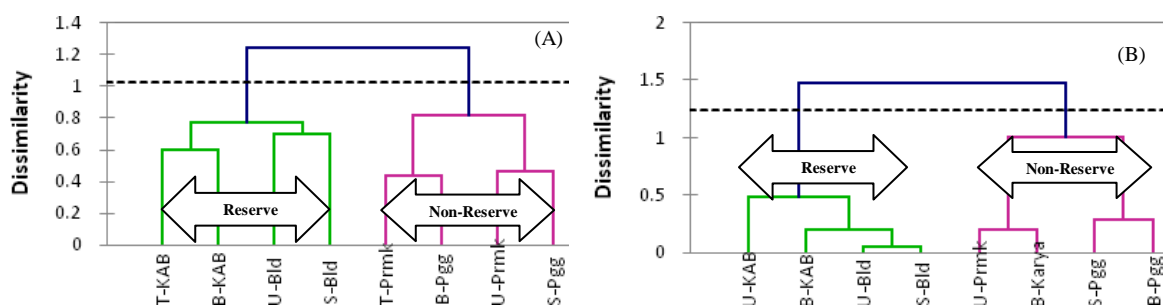 (A)
Dissimilarity
1.4
1.2
1
0.8
0.6
0.4
0.2
0
Reserve
Non-Reserve
T-KAB
B-KAB
U-Bld
S-Bld
T-Prmk
B-Pgg
U-Prmk
S-Pgg
(B)
Dissimilarity
2
1.5
1
0.5
0
Reserve
Non-Reserve
U-KAB
B-KAB
U-Bld
S-Bld
U-Prmk
B-Karya
S-Pgg
B-Pgg